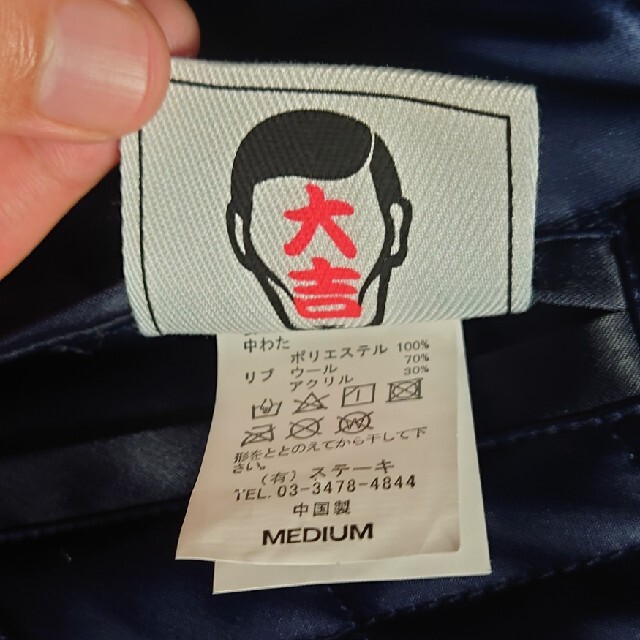 大
吉
中わた
ポリエステル 100%
リブ ウール 70%
アクリル 30%
形をととのえてから干して下
さい。
(有) ステーキ
TEL. 03-3478-4844
中国製
MEDIUM